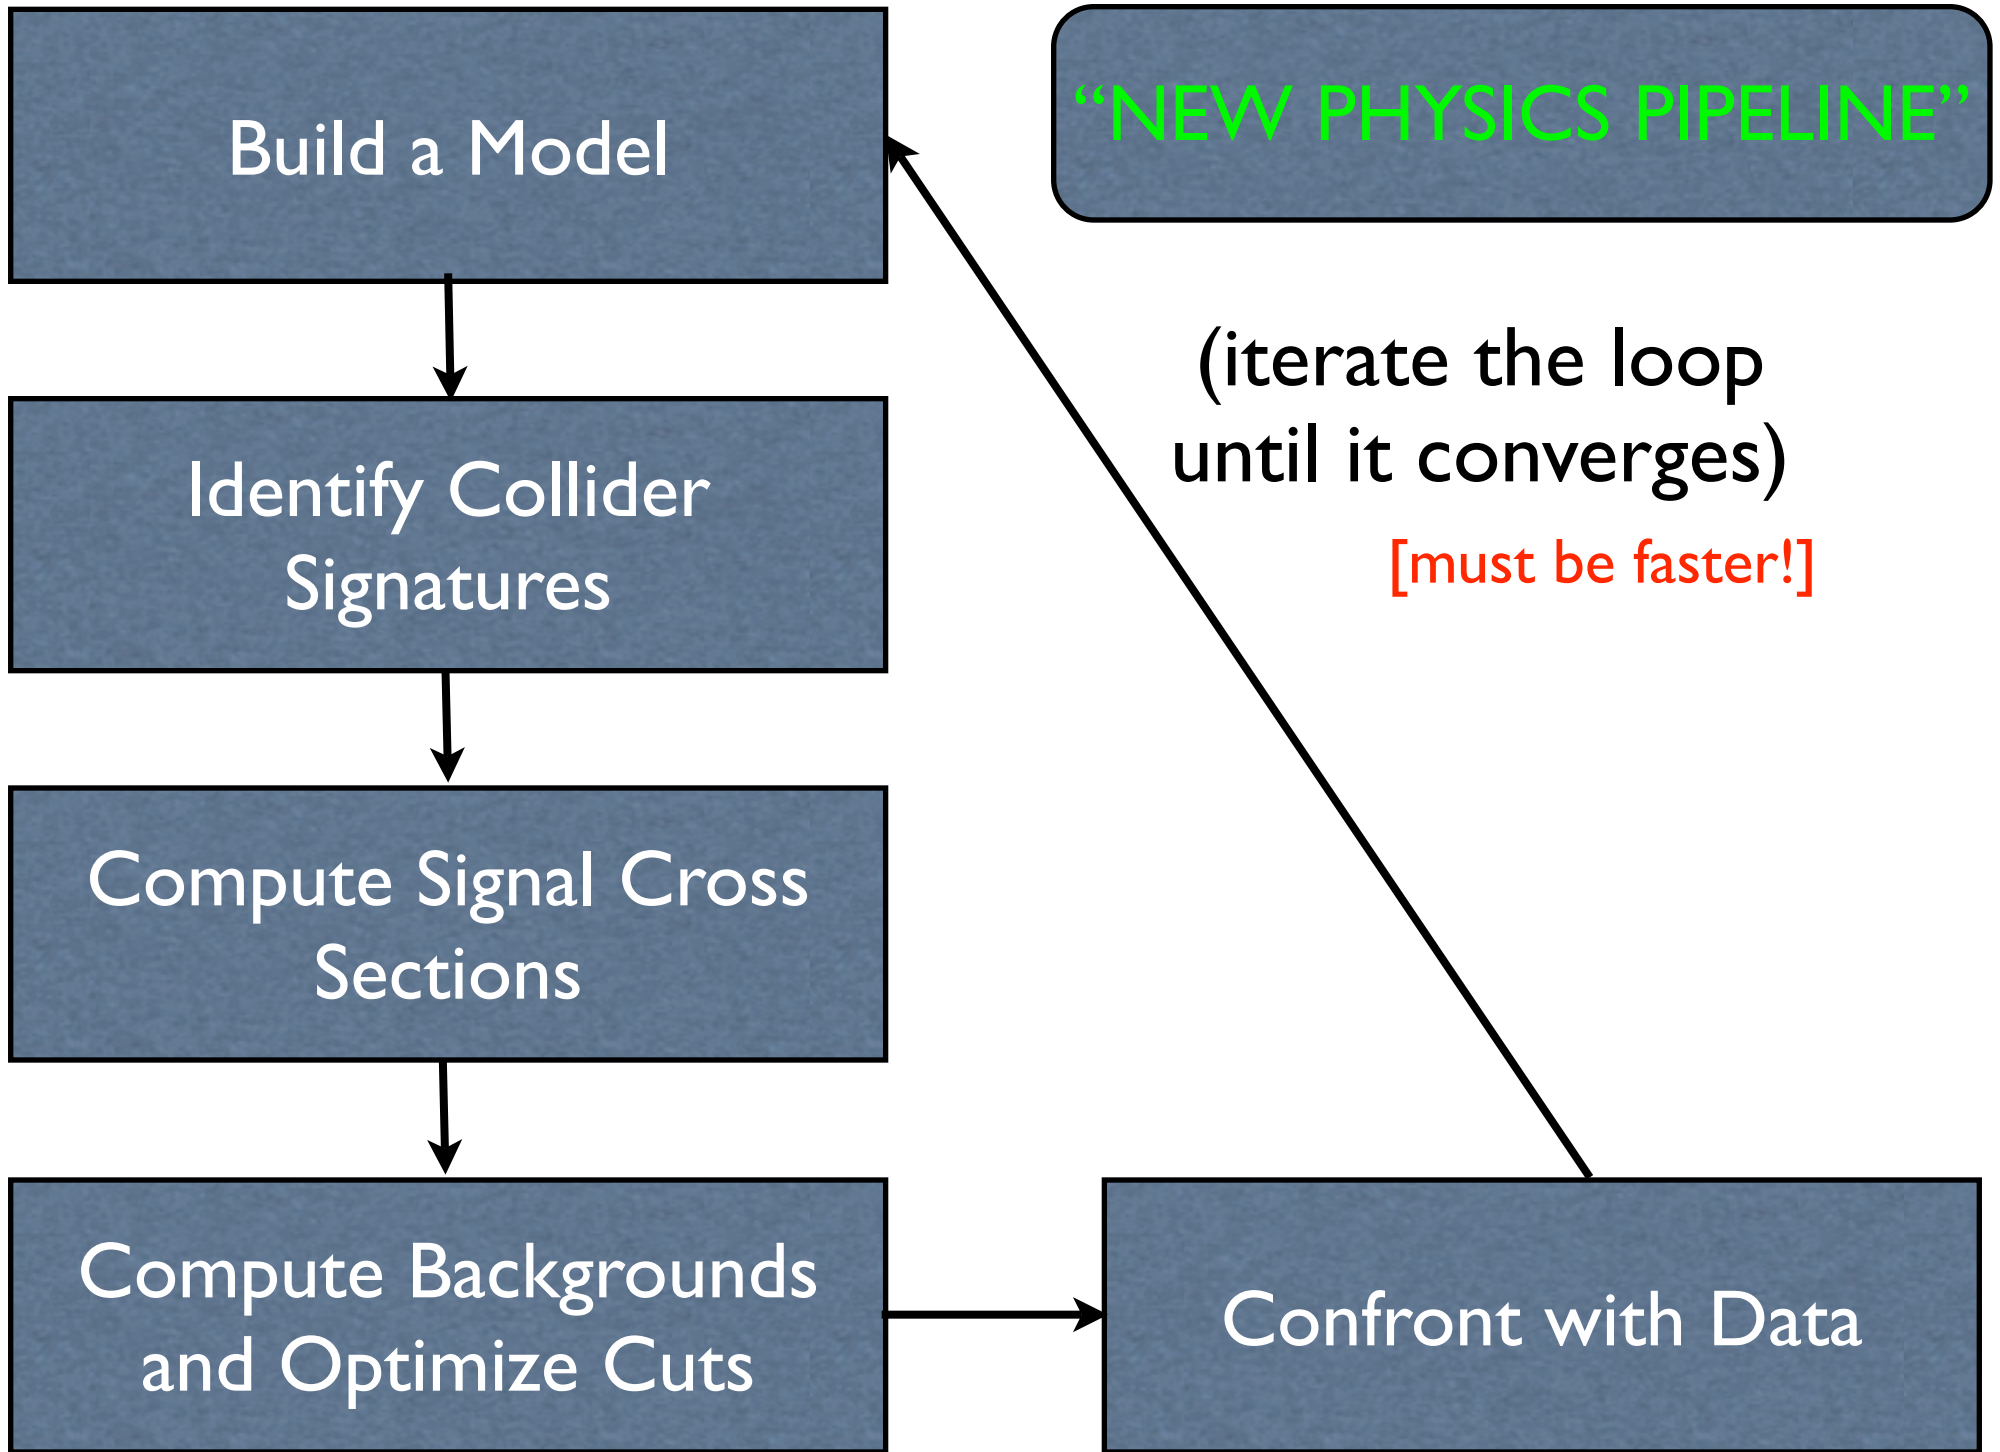 Build a Model
“NEW PHYSICS PIPELINE”
(iterate the loop
until it converges)
[must be faster!]
Identify Collider
Signatures
Compute Signal Cross
Sections
Compute Backgrounds
and Optimize Cuts
Confront with Data